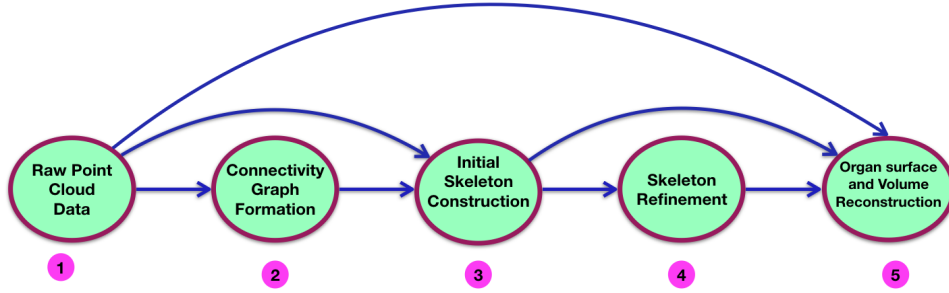 Raw Point
Cloud
Data
Connectivity
Graph
Formation
Initial
Skeleton
Construction
Skeleton
Refinement
Organ surface
and Volume
Reconstruction
1
2
3
4
5